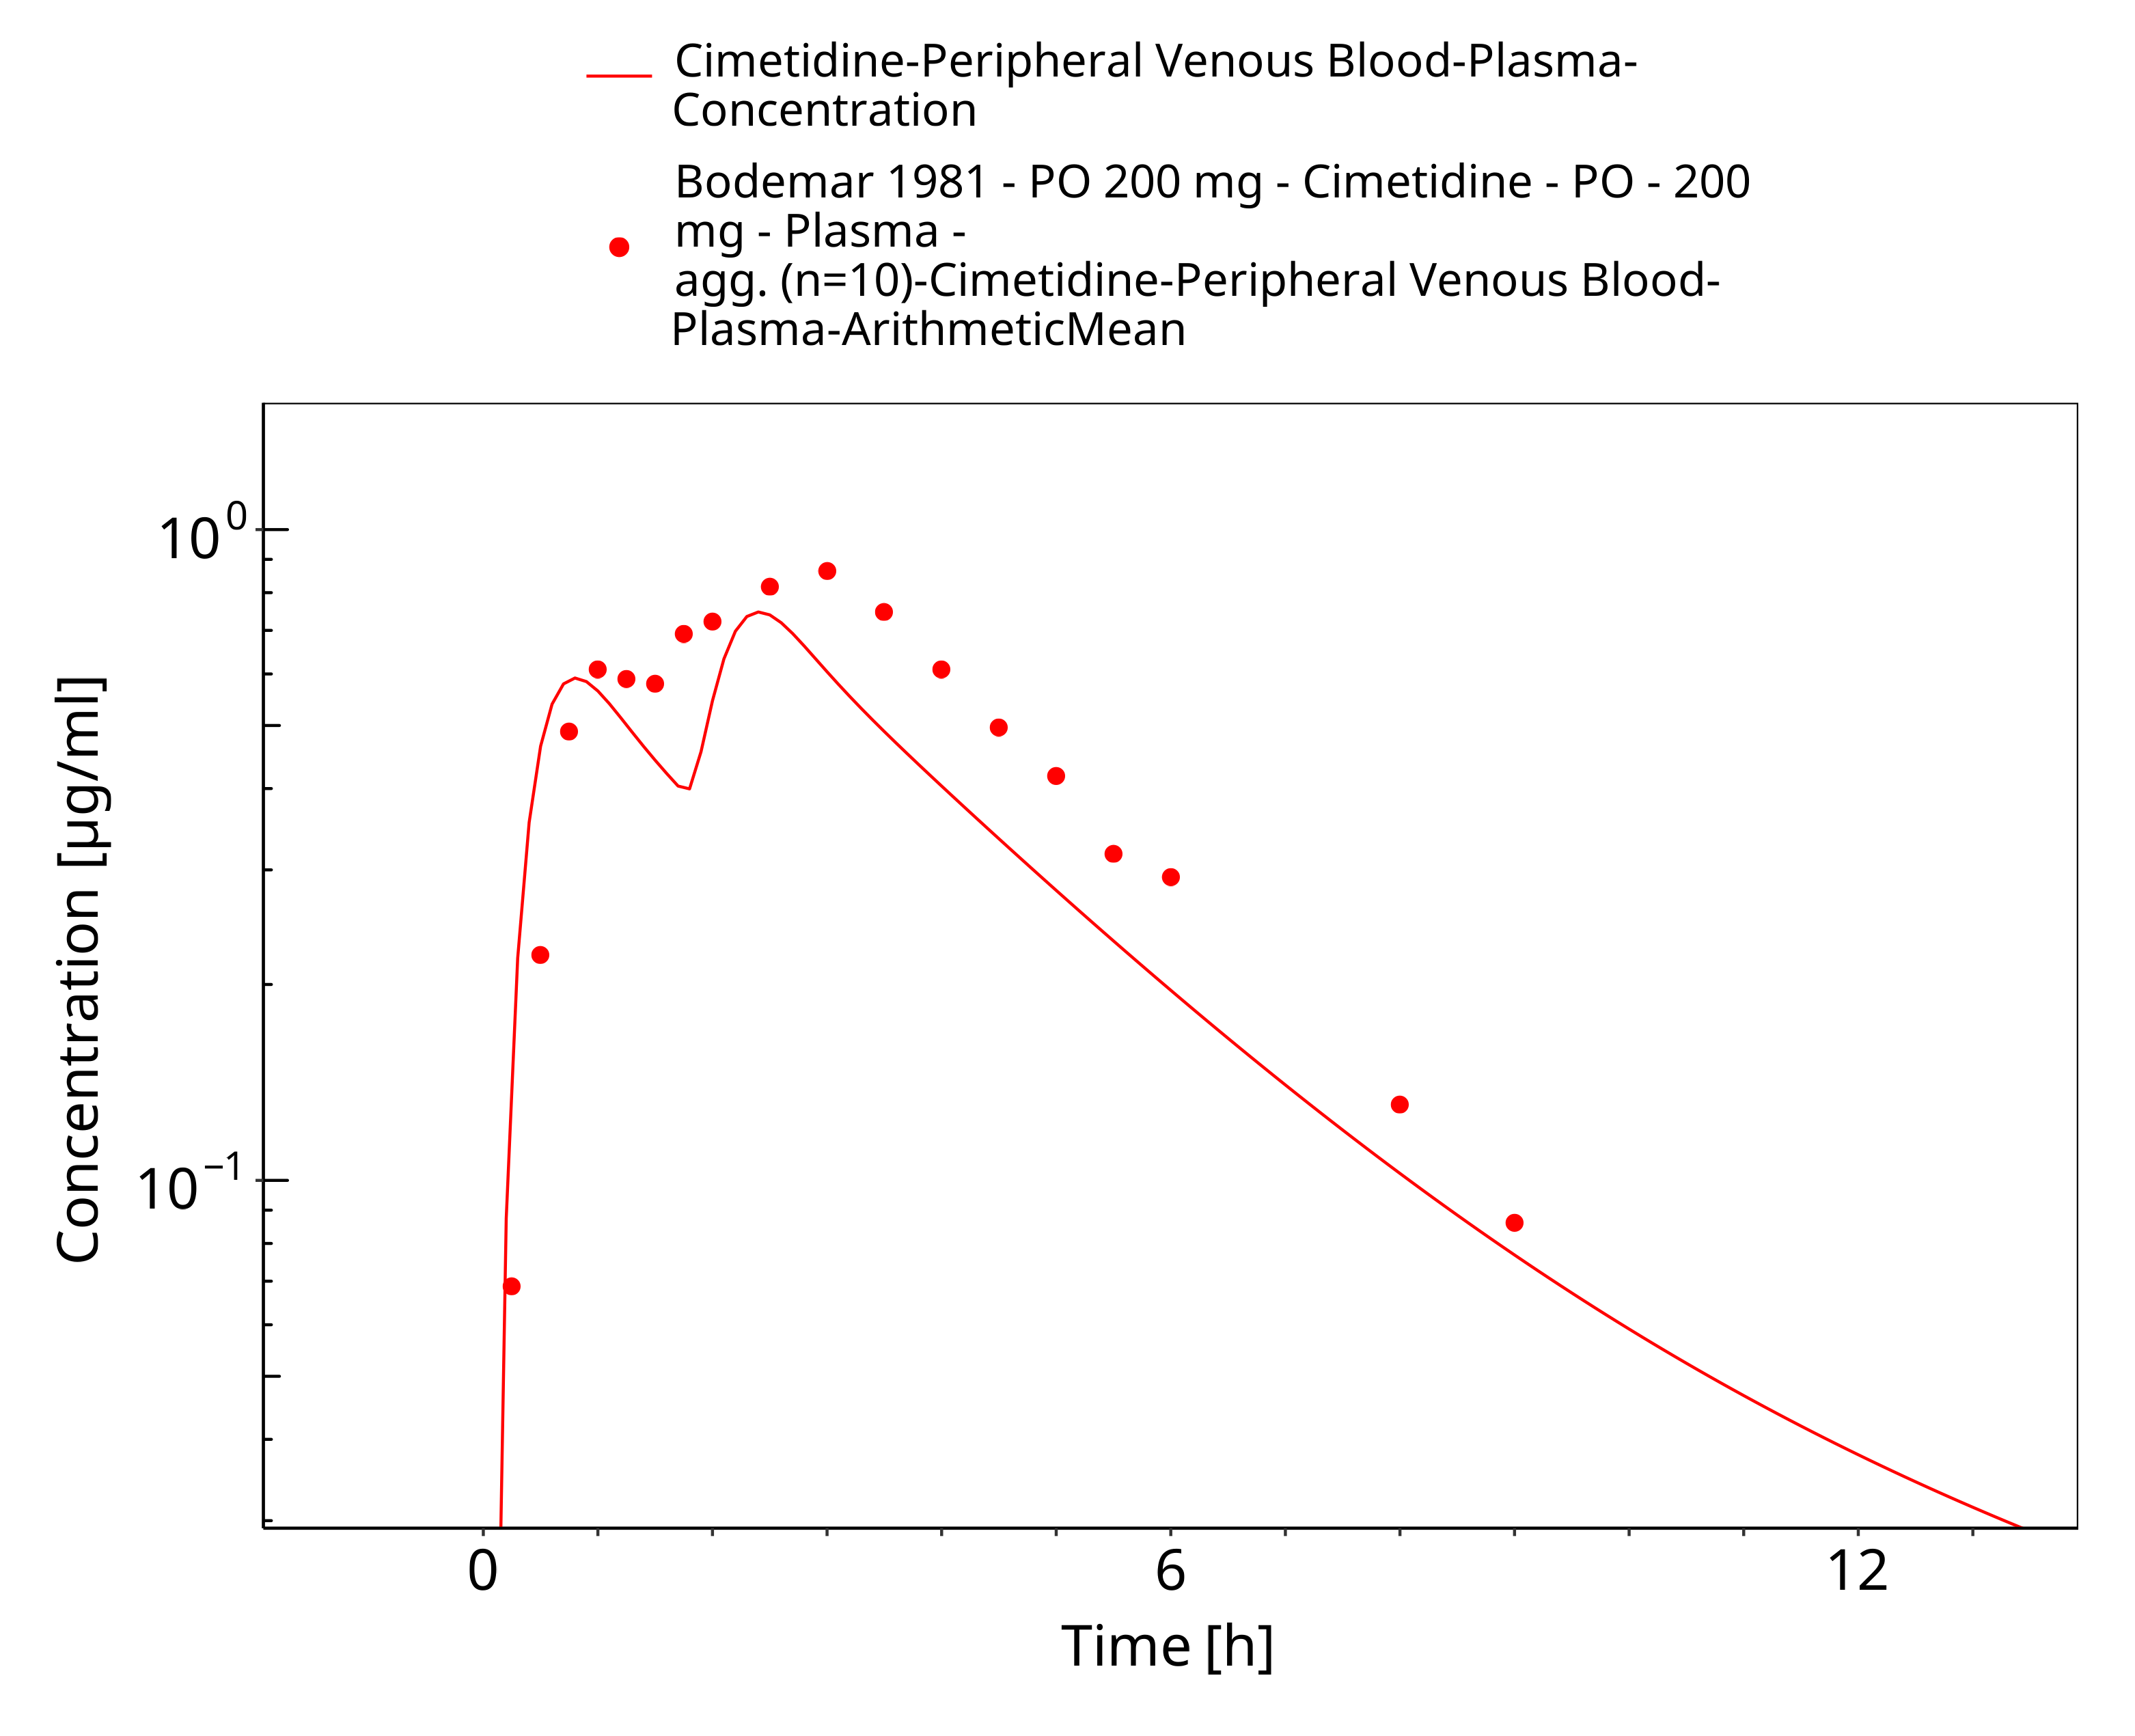 Cimetidine-Peripheral Venous Blood-Plasma-
Concentration
Bodemar 1981 - PO 200 mg - Cimetidine - PO - 200
mg - Plasma -
agg. (n=10)-Cimetidine-Peripheral Venous Blood-
Plasma-ArithmeticMean
10⁰
10⁻¹
Concentration [µg/ml]
0 6 12
Time [h]